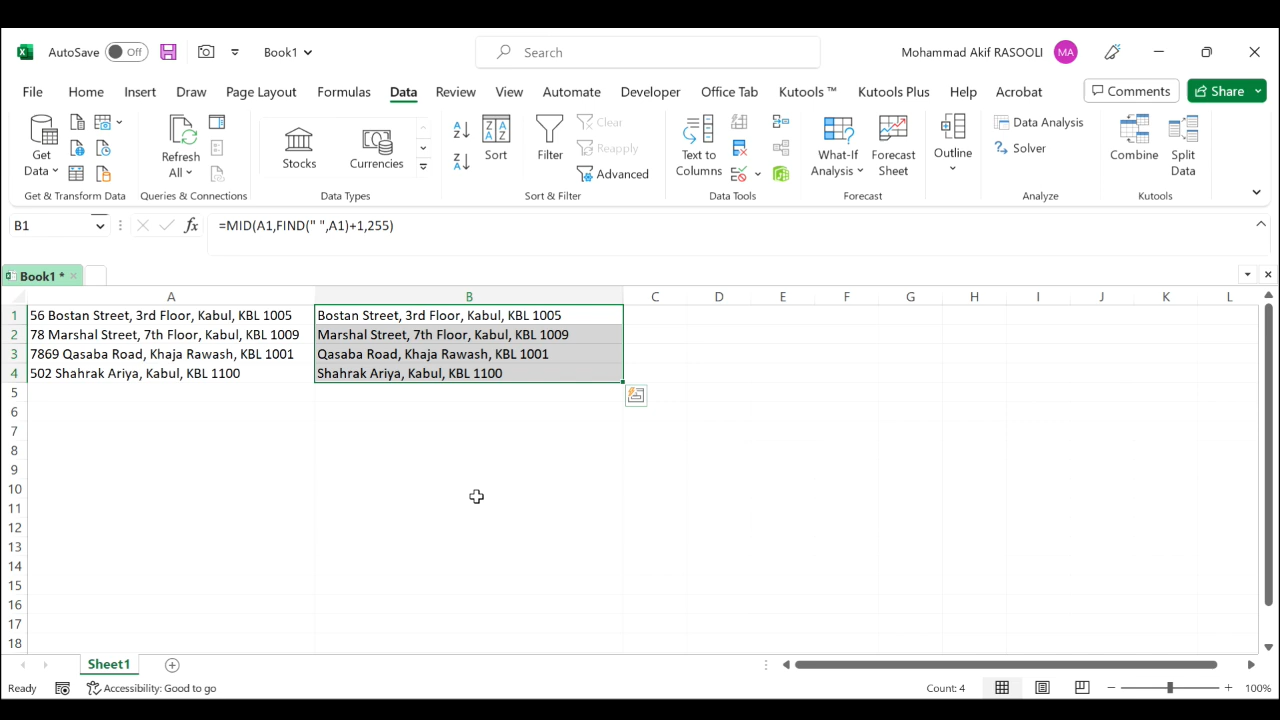 AutoSave Off Book1 Search Mohammad Akif RASOOLI MA
File Home Insert Draw Page Layout Formulas Data Review View Automate Developer Office Tab Kutools ™ Kutools Plus Help Acrobat Comments Share
Get Data Refresh All Stocks Currencies Sort Filter Clear Reapply Advanced Text to Columns What-If Analysis Forecast Sheet Outline Data Analysis Solver Combine Split Data
Get & Transform Data Queries & Connections Data Types Sort & Filter Data Tools Forecast Analyze Kutools
B1 fx =MID(A1,FIND(" ",A1)+1,255)
Book1 *
A B C D E F G H I J K L
1 56 Bostan Street, 3rd Floor, Kabul, KBL 1005 Bostan Street, 3rd Floor, Kabul, KBL 1005
2 78 Marshal Street, 7th Floor, Kabul, KBL 1009 Marshal Street, 7th Floor, Kabul, KBL 1009
3 7869 Qasaba Road, Khaja Rawash, KBL 1001 Qasaba Road, Khaja Rawash, KBL 1001
4 502 Shahrak Ariya, Kabul, KBL 1100 Shahrak Ariya, Kabul, KBL 1100
5
6
7
8
9
10
11
12
13
14
15
16
17
18
Sheet1
Ready Accessibility: Good to go Count: 4 100%